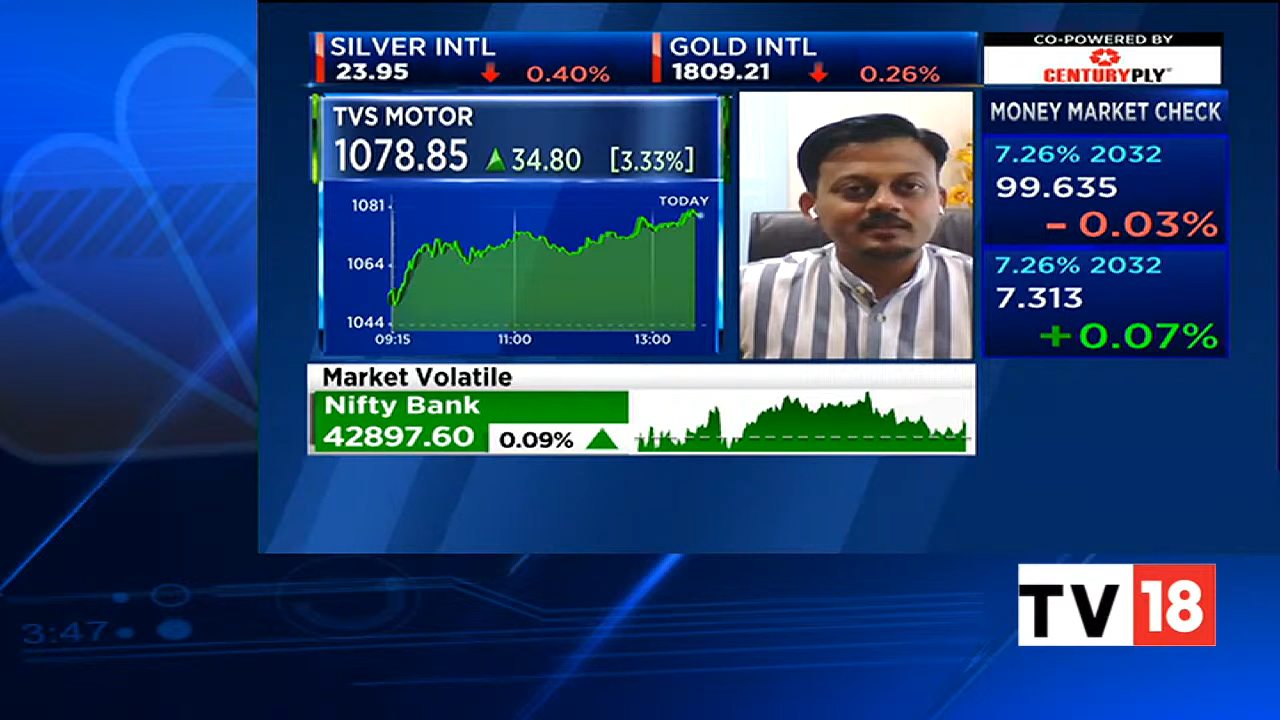 SILVER INTL
23.95 0.40%
GOLD INTL
1809.21 0.26%
CO-POWERED BY
CENTURYPLY
TVS MOTOR
1078.85 34.80 [3.33%]
TODAY
1081
1064
1044
09:15 11:00 13:00
MONEY MARKET CHECK
7.26% 2032
99.635
- 0.03%
7.26% 2032
7.313
+0.07%
Market Volatile
Nifty Bank
42897.60 0.09%
3:47
TV 18